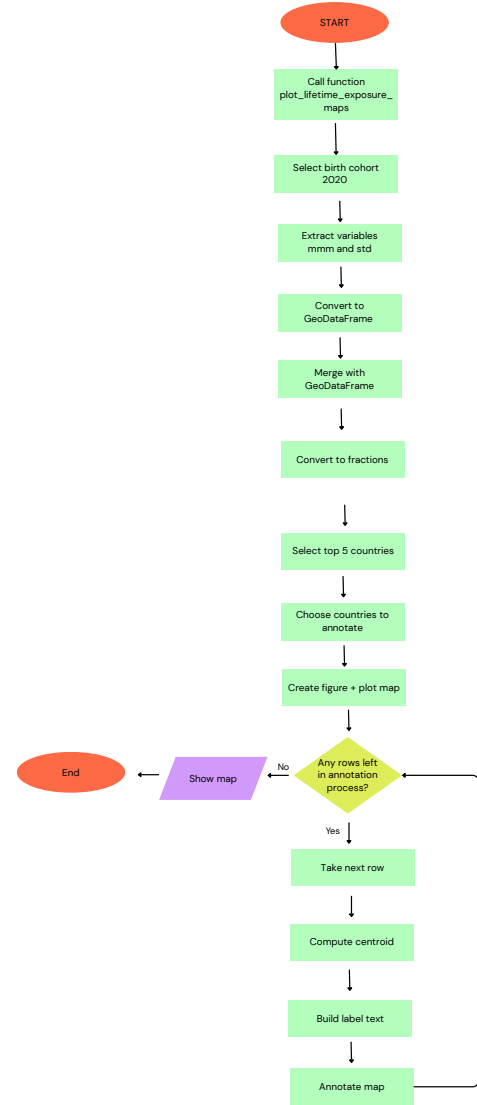 START
Call function
plot_lifetime_exposure_
maps
Select birth cohort
2020
Extract variables
mmm and std
Convert to
GeoDataFrame
Merge with
GeoDataFrame
Convert to fractions
Select top 5 countries
Choose countries to
annotate
Create figure + plot map
Any rows left
in annotation
process?
No
Show map
End
Yes
Take next row
Compute centroid
Build label text
Annotate map